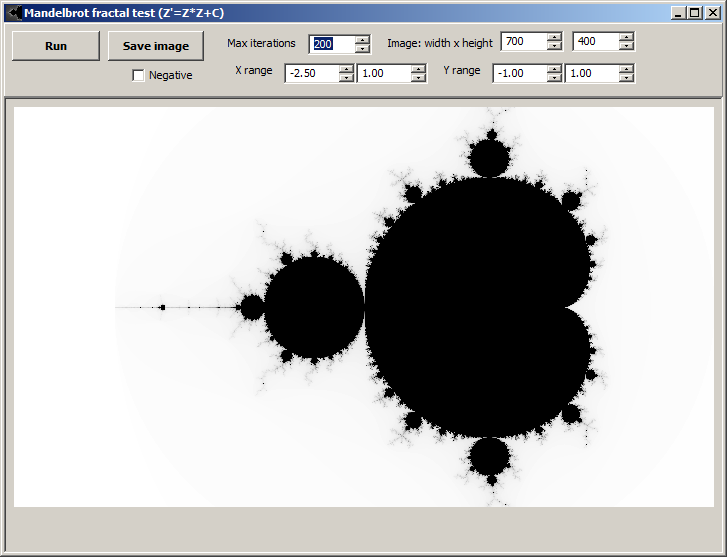 Mandelbrot fractal test (Z'=Z*Z+C)
Run Save image Max iterations 200 Image: width x height 700 400
Negative X range -2.50 1.00 Y range -1.00 1.00